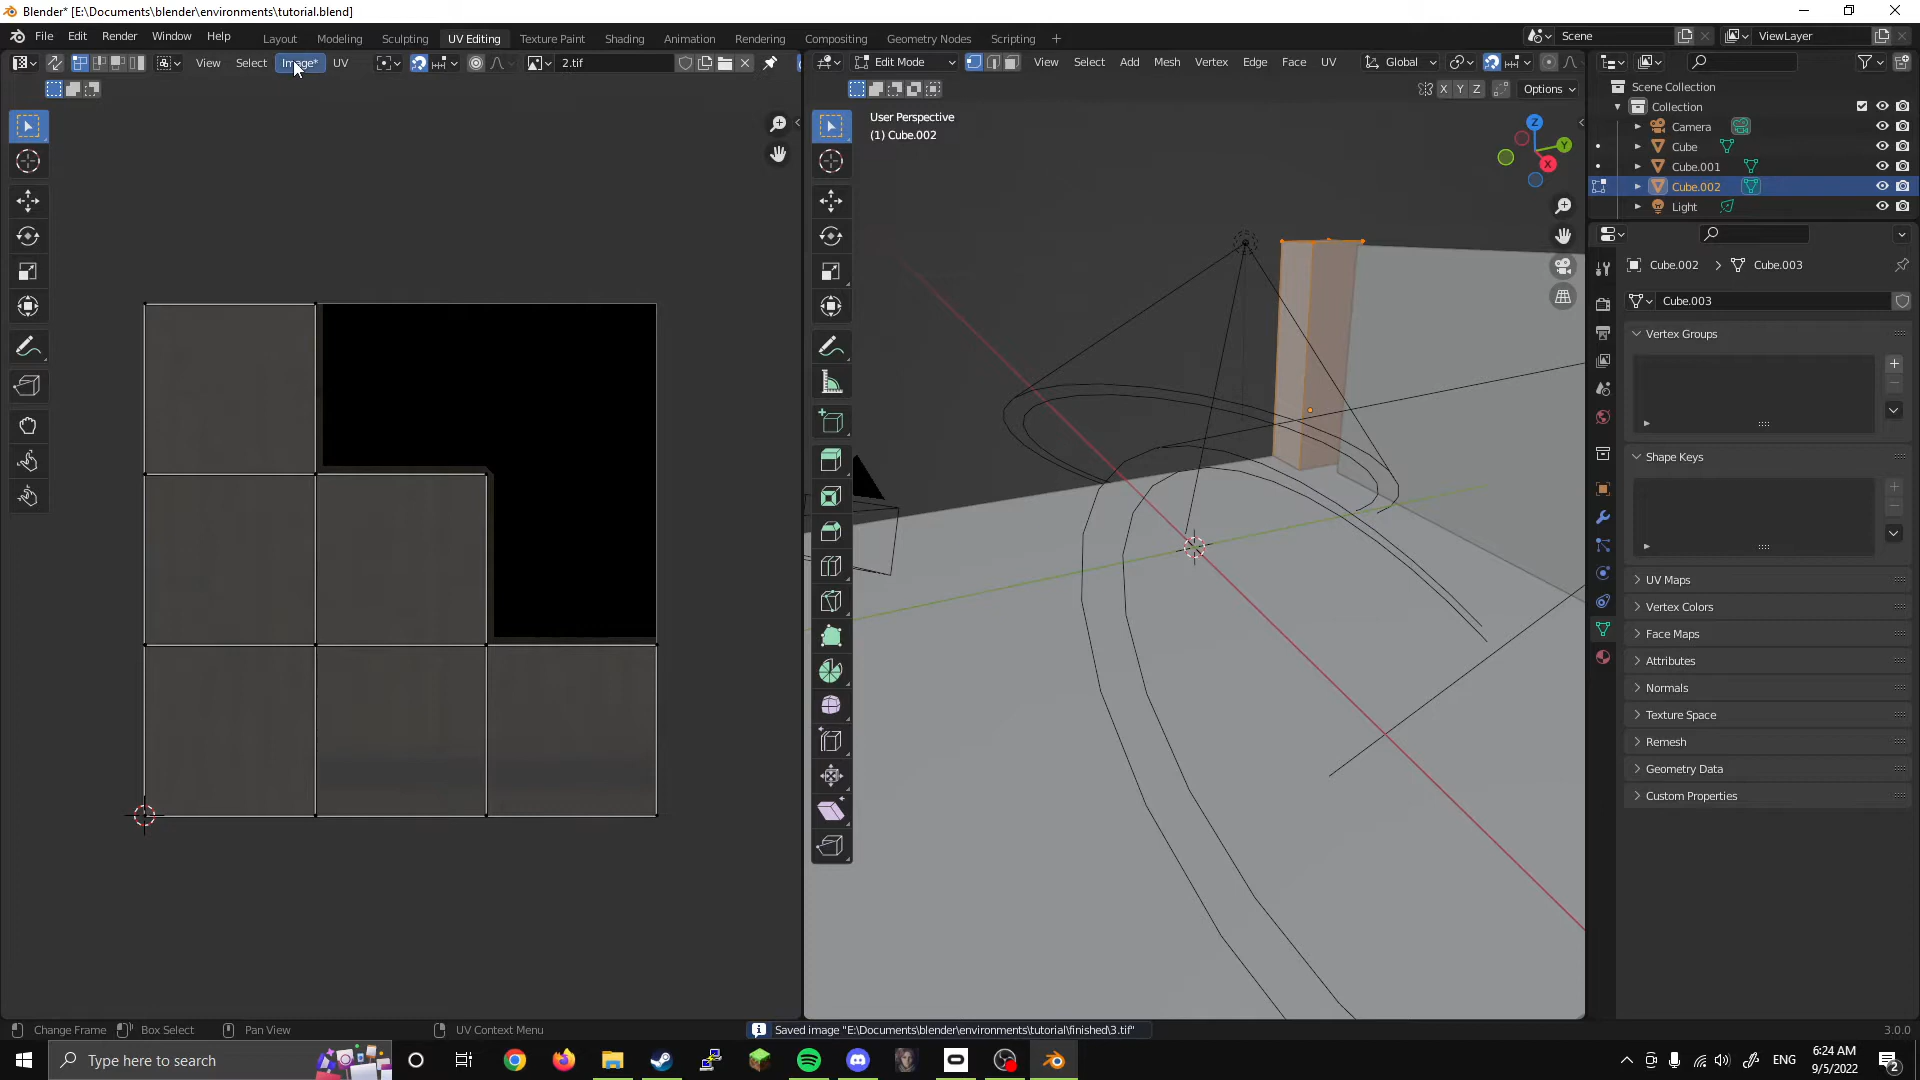 Blender* [E:\Documents\blender\environments\tutorial.blend]
File Edit Render Window Help
Layout Modeling Sculpting UV Editing Texture Paint Shading Animation Rendering Compositing Geometry Nodes Scripting +
Scene
ViewLayer
View Select Image* UV
2.tif
Edit Mode
View Select Add Mesh Vertex Edge Face UV
Global
X Y Z
Options
User Perspective
(1) Cube.002
Z
Y
X
Scene Collection
Collection
Camera
Cube
Cube.001
Cube.002
Light
Cube.002 > Cube.003
Cube.003
Vertex Groups
Shape Keys
UV Maps
Vertex Colors
Face Maps
Attributes
Normals
Texture Space
Remesh
Geometry Data
Custom Properties
Change Frame Box Select Pan View UV Context Menu
Saved image "E:\Documents\blender\environments\tutorial\finished\3.tif"
3.0.0
Type here to search
ENG
6:24 AM
9/5/2022
2